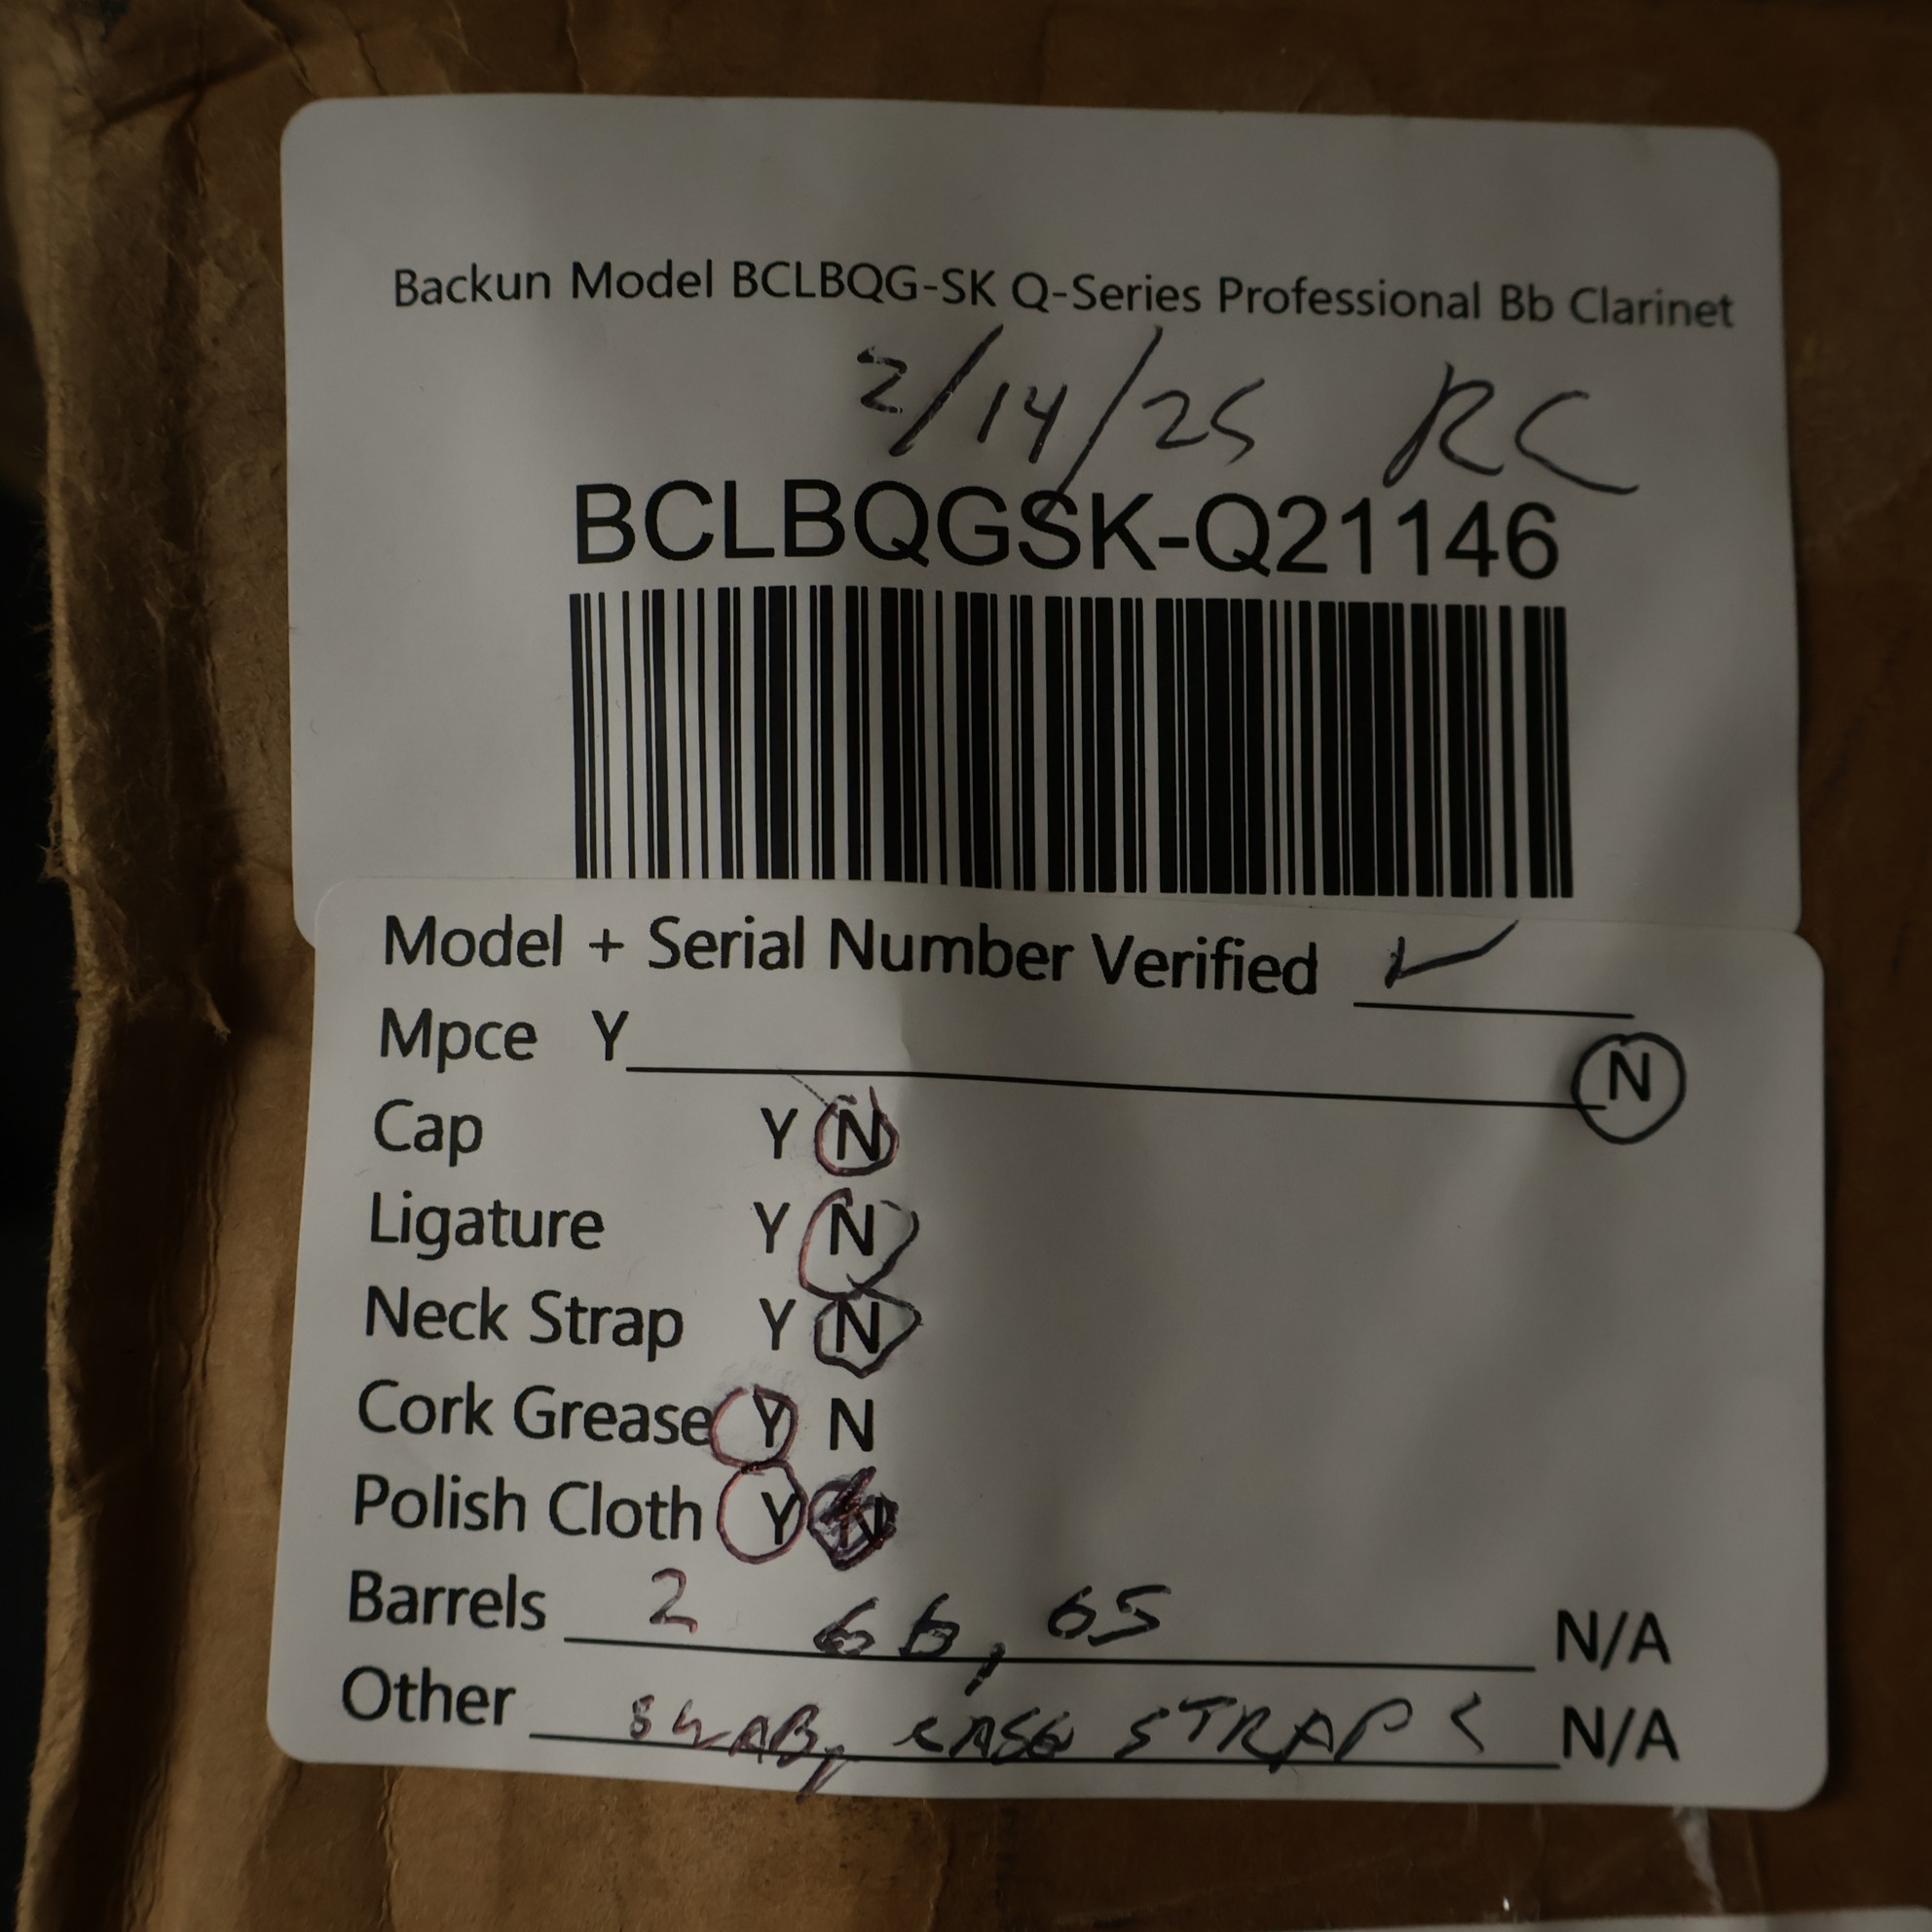 Backun Model BCLBQG-SK Q-Series Professional Bb Clarinet
2/14/25 RC
BCLBQGSK-Q21146
Model + Serial Number Verified ✓
Mpce Y N
Cap Y N
Ligature Y N
Neck Strap Y N
Cork Grease Y N
Polish Cloth Y N
Barrels 2 66, 65 N/A
Other SWAB, CASE STRAPS N/A